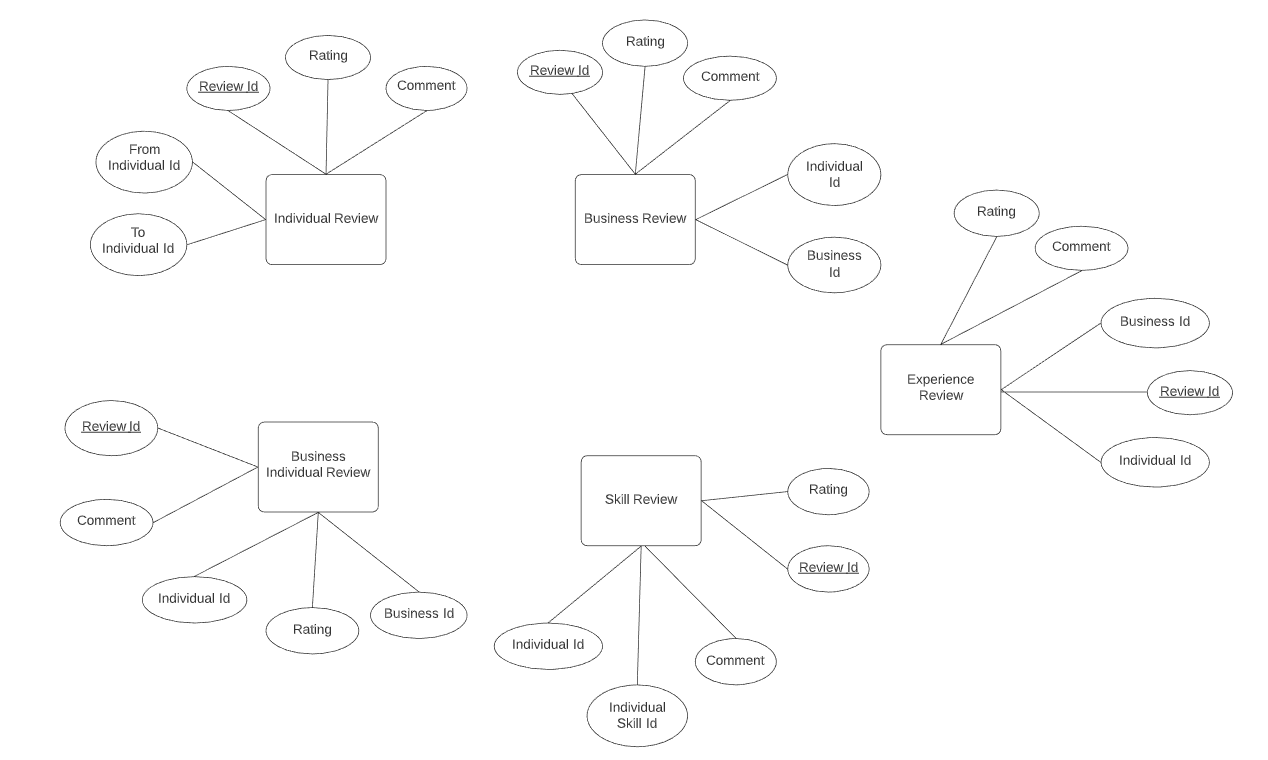 Rating
Review Id
Comment
From
Individual Id
To
Individual Id
Individual Review
Rating
Review Id
Comment
Individual
Id
Business Review
Business
Id
Rating
Comment
Business Id
Experience
Review
Review Id
Individual Id
Review Id
Business
Individual Review
Comment
Individual Id
Rating
Business Id
Skill Review
Rating
Review Id
Individual Id
Comment
Individual
Skill Id